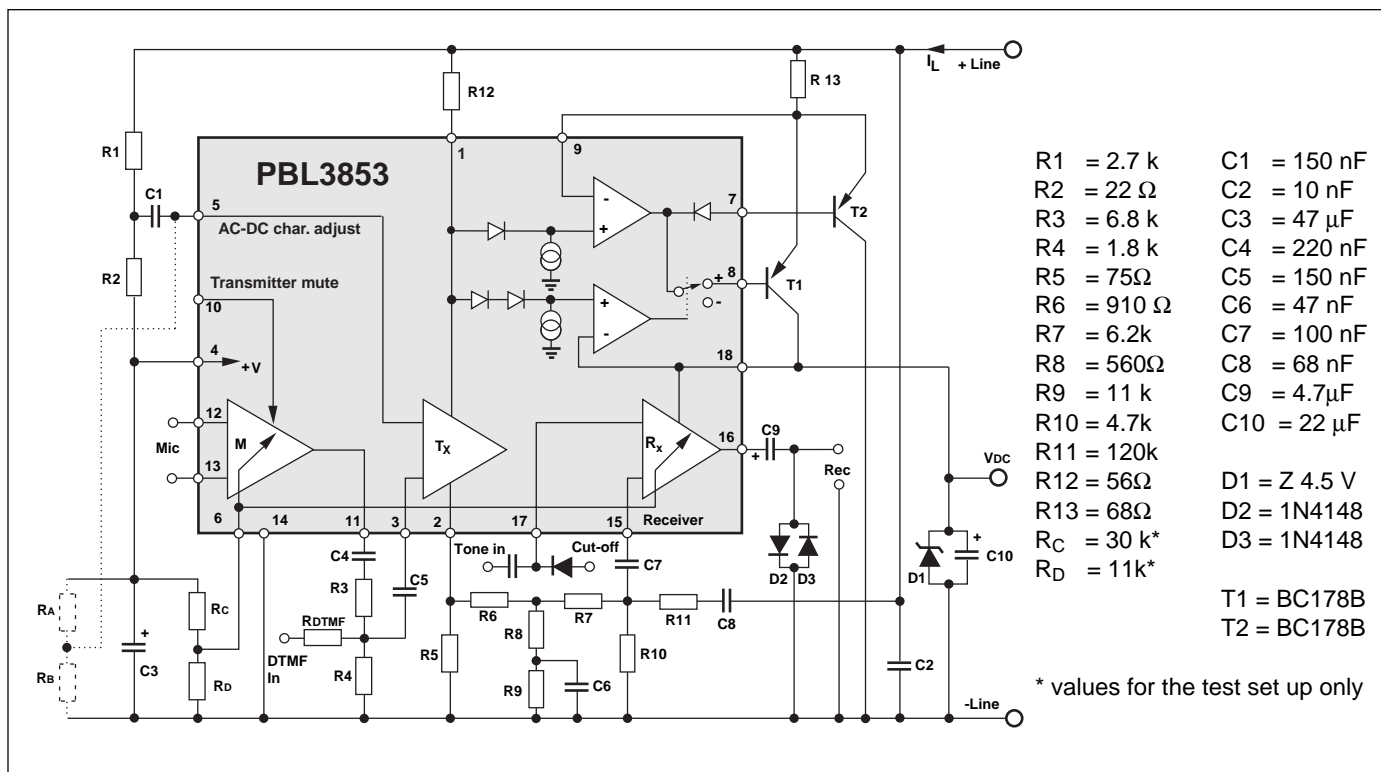 I_L
+ Line
R12
R 13
R1
PBL3853
1
9
C1
5
7
T2
AC-DC char. adjust
-
+
R2
+
8
T1
Transmitter mute
+
-
10
-
18
4
+V
12
M
TX
RX
16
C9
+
Mic
Rec
VDC
13
6
14
11
3
2
17
15
Receiver
C4
Tone in
Cut-off
C7
D2
D3
D1
+
C10
RA
RC
R3
C5
R6
R7
R11
C8
+
RDTMF
R8
C3
DTMF
In
R4
R5
R10
C2
RB
RD
R9
C6
-Line
R1 = 2.7 k
R2 = 22 Ω
R3 = 6.8 k
R4 = 1.8 k
R5 = 75Ω
R6 = 910 Ω
R7 = 6.2k
R8 = 560Ω
R9 = 11 k
R10 = 4.7k
R11 = 120k
R12 = 56Ω
R13 = 68Ω
RC = 30 k*
RD = 11k*
C1 = 150 nF
C2 = 10 nF
C3 = 47 µF
C4 = 220 nF
C5 = 150 nF
C6 = 47 nF
C7 = 100 nF
C8 = 68 nF
C9 = 4.7µF
C10 = 22 µF
D1 = Z 4.5 V
D2 = 1N4148
D3 = 1N4148
T1 = BC178B
T2 = BC178B
* values for the test set up only